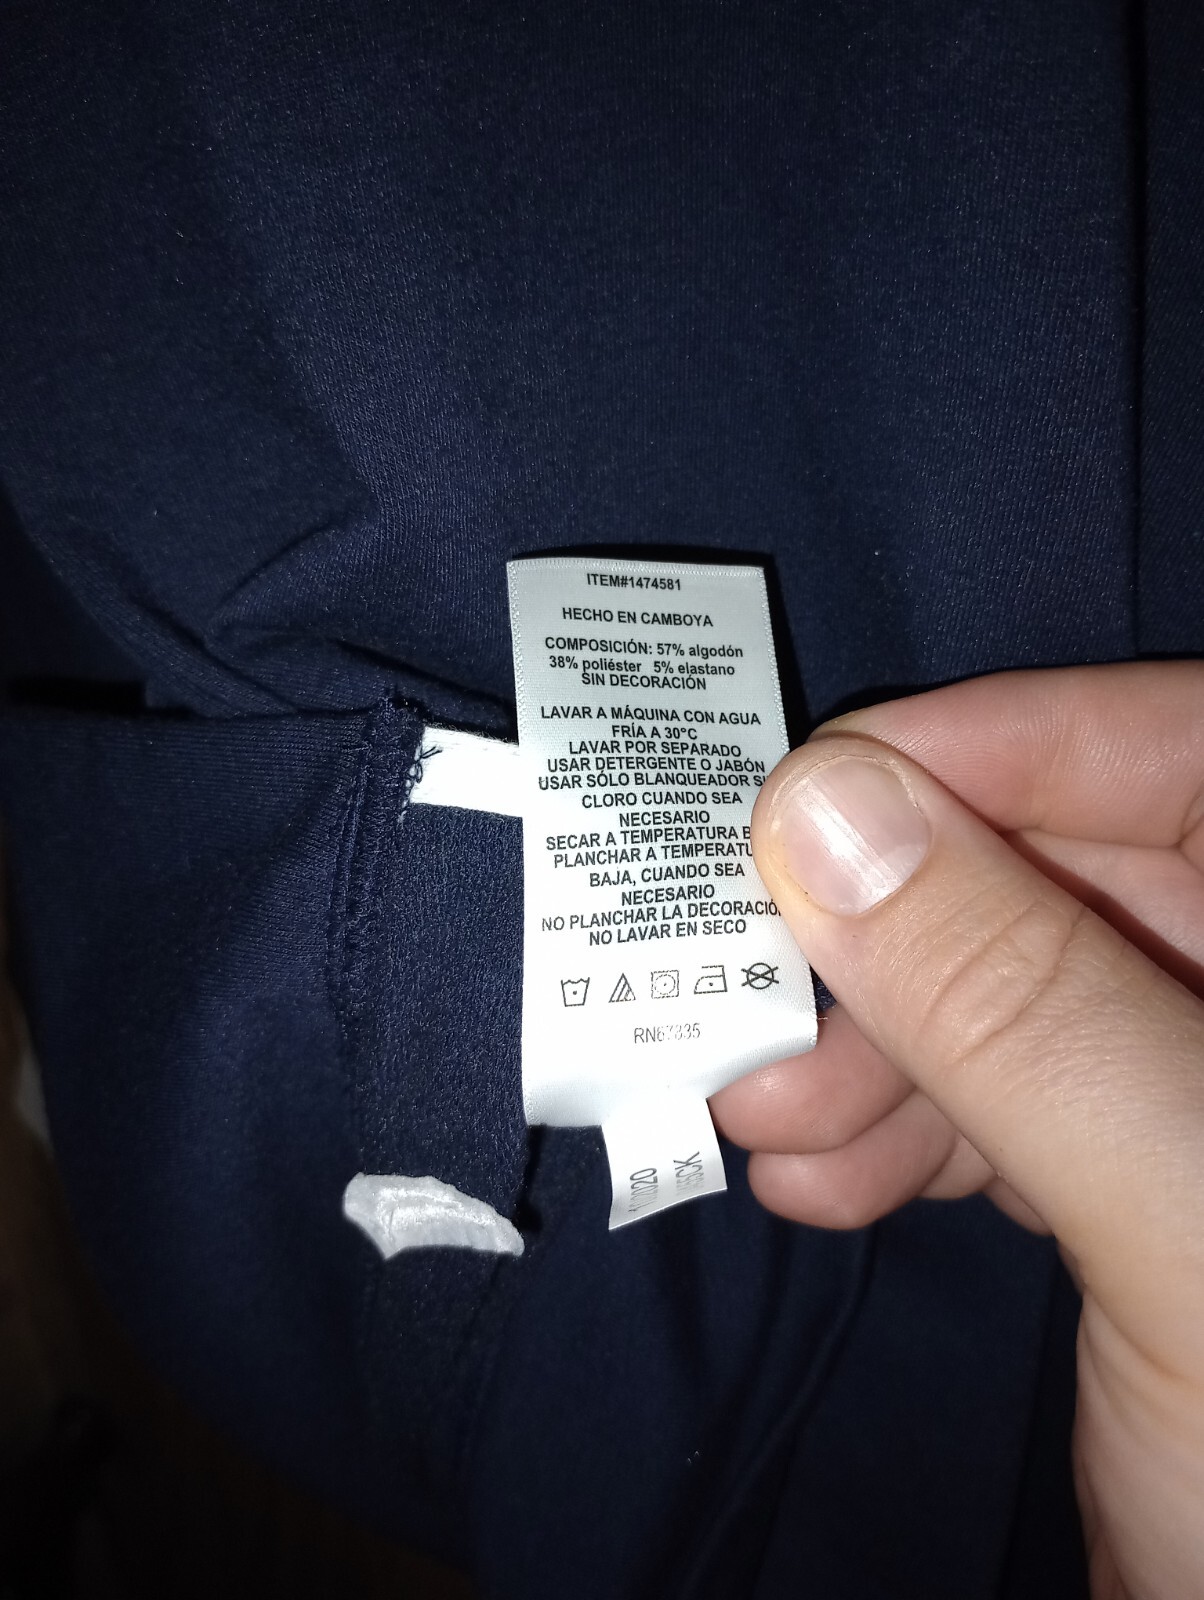 ITEM#1474581
HECHO EN CAMBOYA
COMPOSICIÓN: 57% algodón
38% poliéster 5% elastano
SIN DECORACIÓN
LAVAR A MÁQUINA CON AGUA
FRÍA A 30°C
LAVAR POR SEPARADO
USAR DETERGENTE O JABÓN
USAR SÓLO BLANQUEADOR
CLORO CUANDO SEA
NECESARIO
SECAR A TEMPERATURA
PLANCHAR A
BAJA, CUANDO SEA
NECESARIO
NO PLANCHAR LA
NO LAVAR EN SECO
RN67835